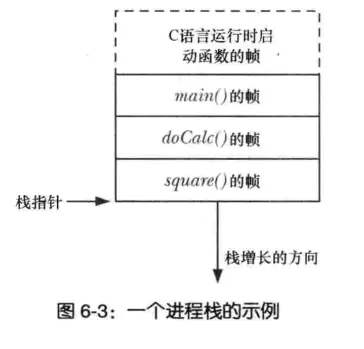 C语言运行时启
动函数的帧
main()的帧
doCalc()的帧
square()的帧
栈指针
栈增长的方向
图 6-3：一个进程栈的示例